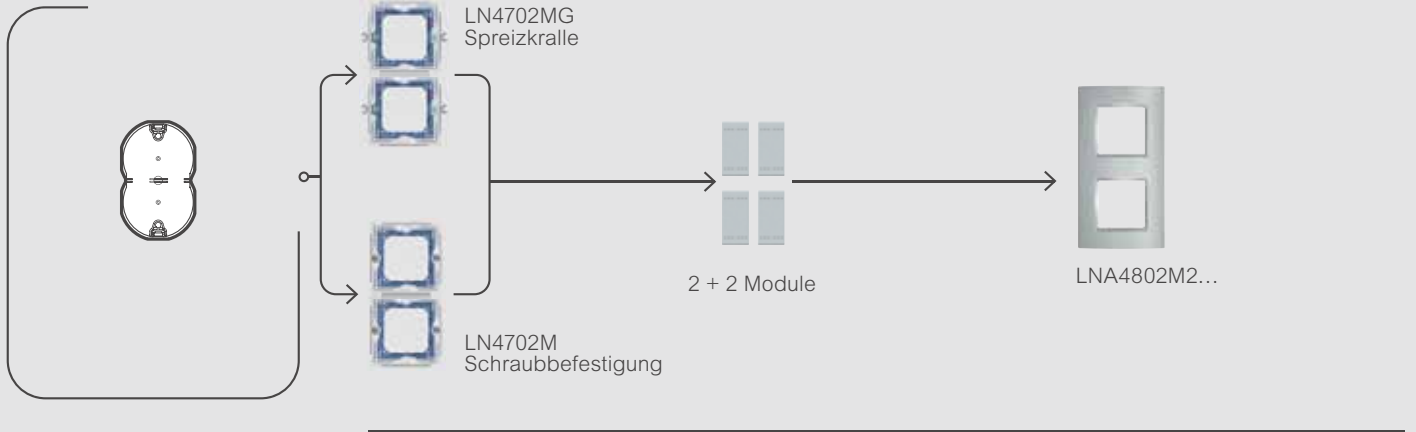 LN4702MG
Spreizkralle
2 + 2 Module
LNA4802M2…
LN4702M
Schraubbefestigung